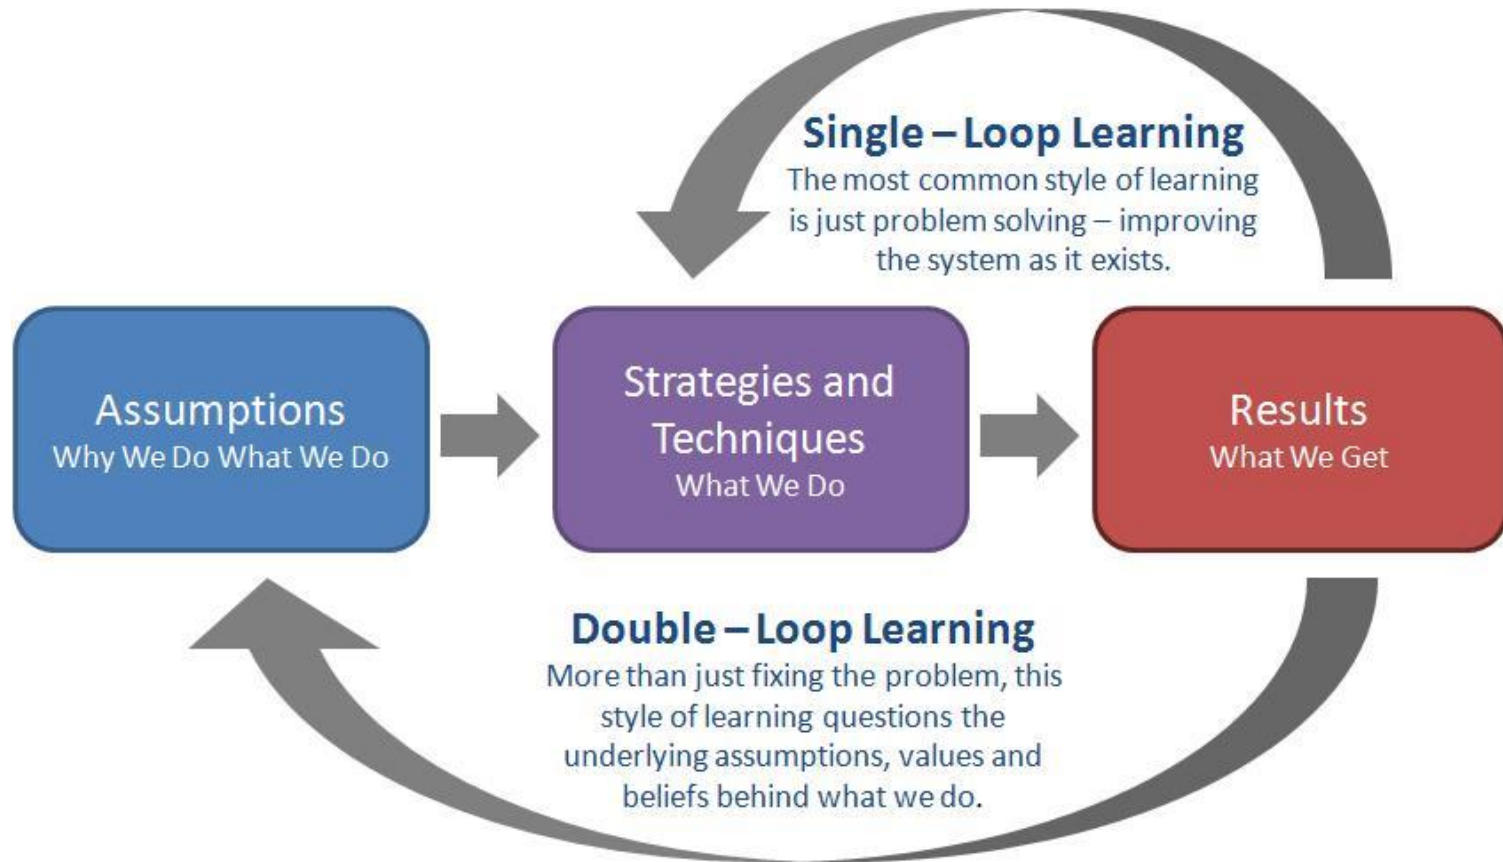 Single – Loop Learning
The most common style of learning
is just problem solving – improving
the system as it exists.
Assumptions
Why We Do What We Do
Strategies and
Techniques
What We Do
Results
What We Get
Double – Loop Learning
More than just fixing the problem, this
style of learning questions the
underlying assumptions, values and
beliefs behind what we do.